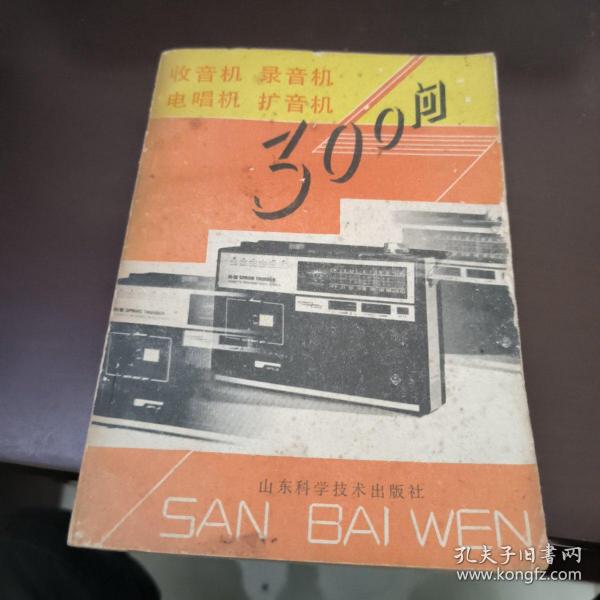 收音机 录音机
电唱机 扩音机
300问
山东科学技术出版社
SAN BAI WEN
孔夫子旧书网
www.kongfz.com